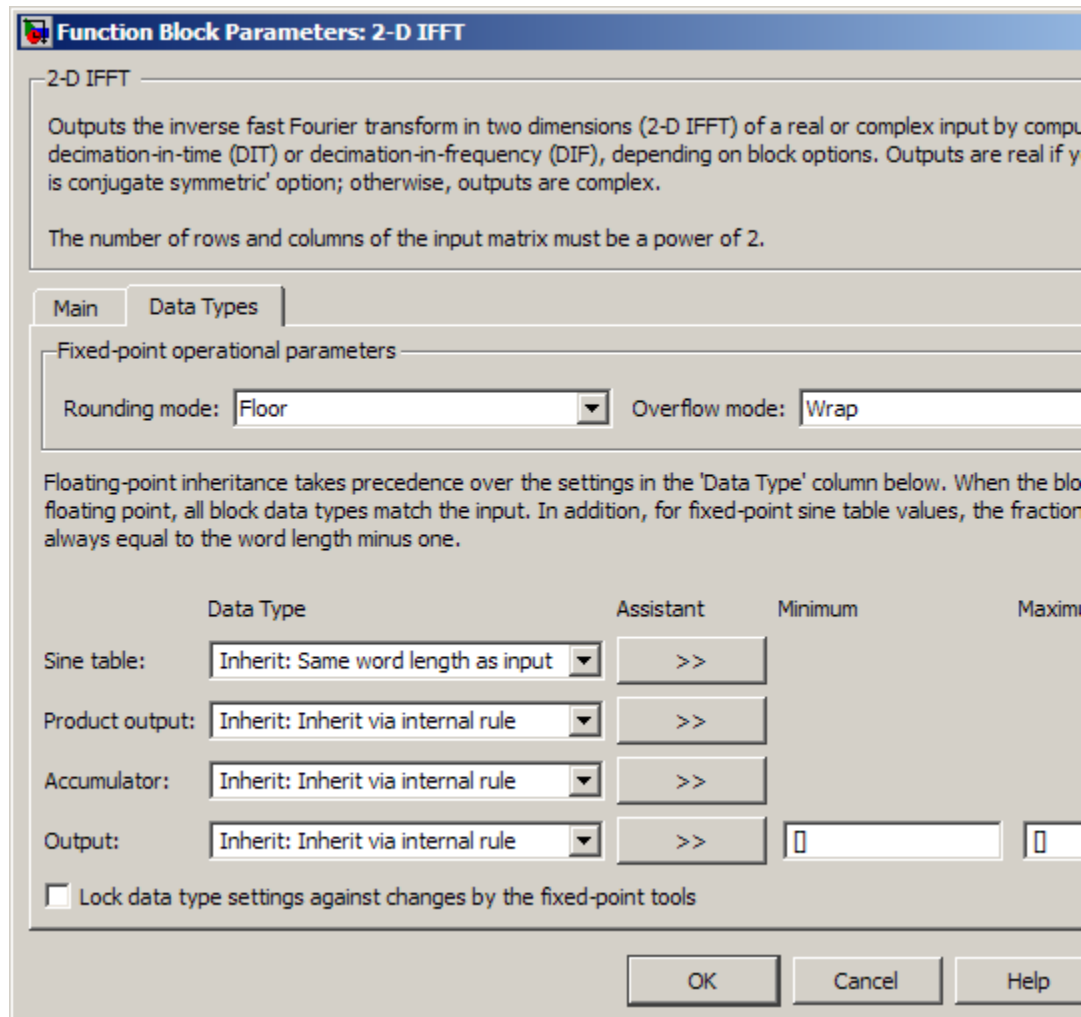 Function Block Parameters: 2-D IFFT
2-D IFFT
Outputs the inverse fast Fourier transform in two dimensions (2-D IFFT) of a real or complex input by compu
decimation-in-time (DIT) or decimation-in-frequency (DIF), depending on block options. Outputs are real if y
is conjugate symmetric' option; otherwise, outputs are complex.
The number of rows and columns of the input matrix must be a power of 2.
Main Data Types
Fixed-point operational parameters
Rounding mode: Floor Overflow mode: Wrap
Floating-point inheritance takes precedence over the settings in the 'Data Type' column below. When the blo
floating point, all block data types match the input. In addition, for fixed-point sine table values, the fraction
always equal to the word length minus one.
Data Type Assistant Minimum Maximu
Sine table: Inherit: Same word length as input >>
Product output: Inherit: Inherit via internal rule >>
Accumulator: Inherit: Inherit via internal rule >>
Output: Inherit: Inherit via internal rule >> [] []
Lock data type settings against changes by the fixed-point tools
OK Cancel Help